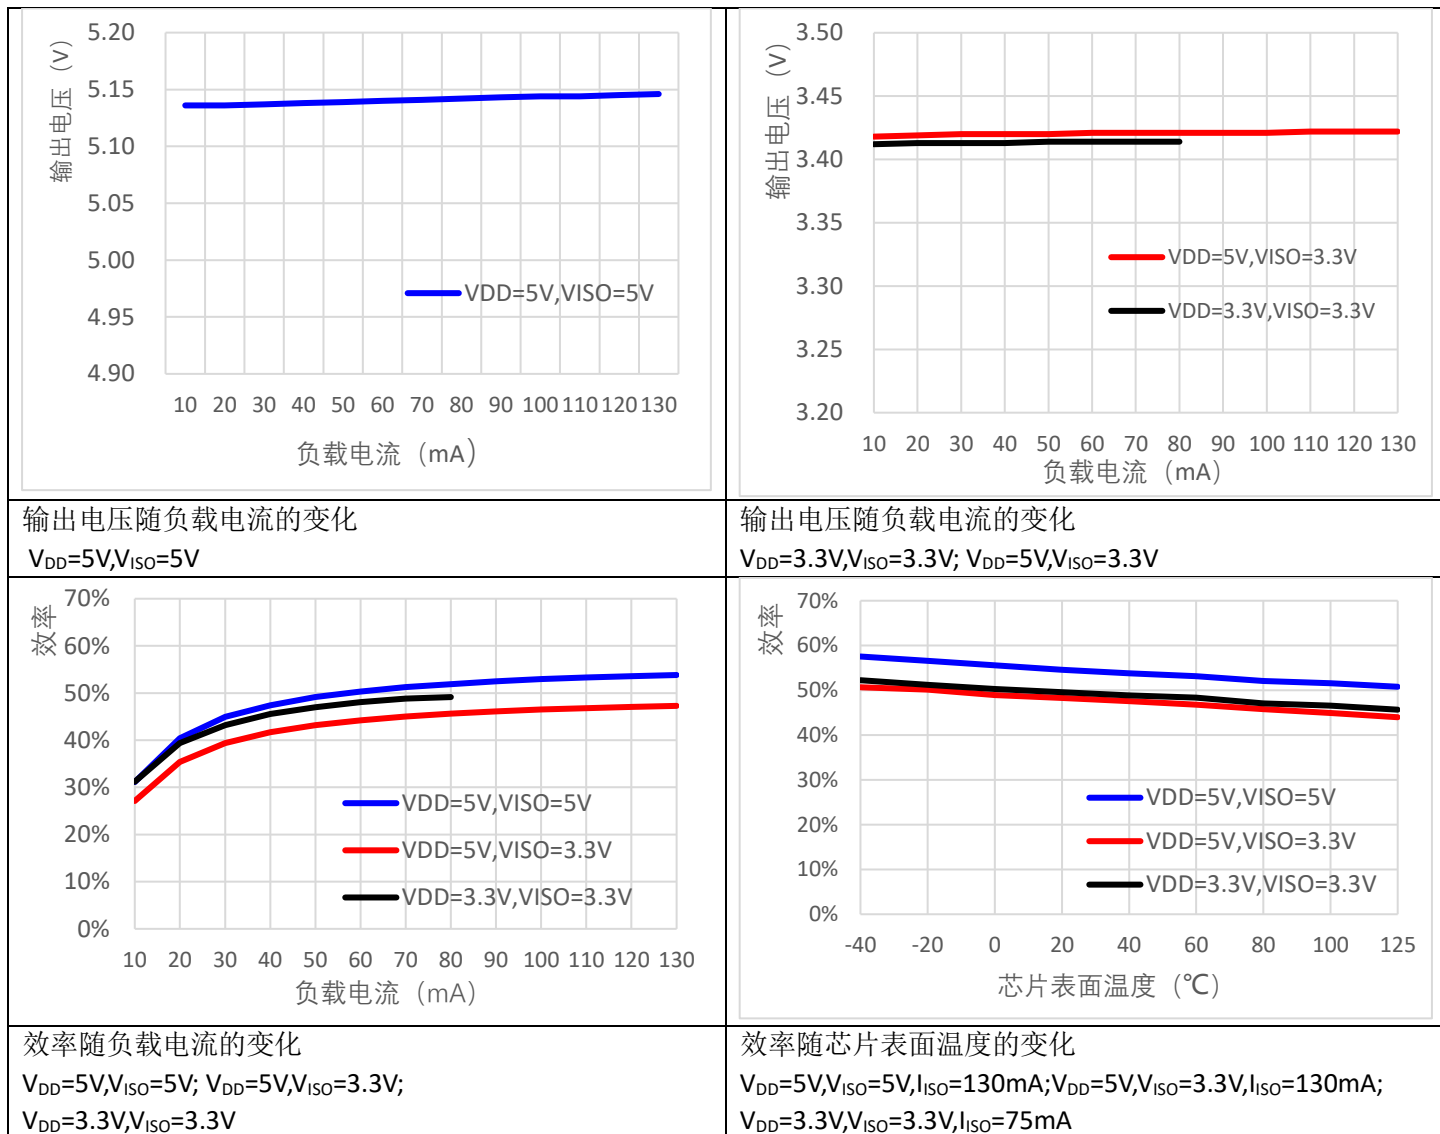 5.20
5.15
5.10
5.05
5.00
4.95
4.90
输出电压（V）
VDD=5V,VISO=5V
10 20 30 40 50 60 70 80 90 100 110 120 130
负载电流（mA）
3.50
3.45
3.40
3.35
3.30
3.25
3.20
输出电压（V）
VDD=5V,VISO=3.3V
VDD=3.3V,VISO=3.3V
10 20 30 40 50 60 70 80 90 100 110 120 130
负载电流（mA）
输出电压随负载电流的变化
VDD=5V,VISO=5V
输出电压随负载电流的变化
VDD=3.3V,VISO=3.3V; VDD=5V,VISO=3.3V
70%
60%
50%
40%
30%
20%
10%
0%
效率
VDD=5V,VISO=5V
VDD=5V,VISO=3.3V
VDD=3.3V,VISO=3.3V
10 20 30 40 50 60 70 80 90 100 110 120 130
负载电流（mA）
70%
60%
50%
40%
30%
20%
10%
0%
效率
VDD=5V,VISO=5V
VDD=5V,VISO=3.3V
VDD=3.3V,VISO=3.3V
-40 -20 0 20 40 60 80 100 125
芯片表面温度（℃）
效率随负载电流的变化
VDD=5V,VISO=5V; VDD=5V,VISO=3.3V;
VDD=3.3V,VISO=3.3V
效率随芯片表面温度的变化
VDD=5V,VISO=5V,IISO=130mA;VDD=5V,VISO=3.3V,IISO=130mA;
VDD=3.3V,VISO=3.3V,IISO=75mA